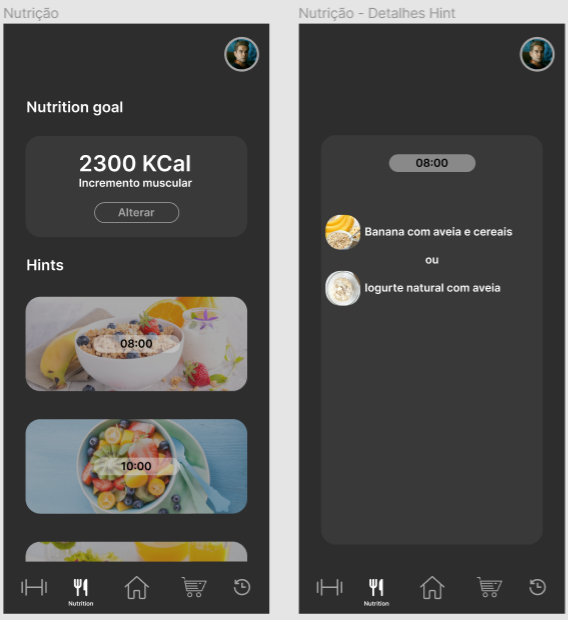 Nutrição
Nutrition goal
2300 KCal
Incremento muscular
Alterar
Hints
08:00
10:00
Nutrition
Nutrição - Detalhes Hint
08:00
Banana com aveia e cereais
ou
Iogurte natural com aveia
Nutrition